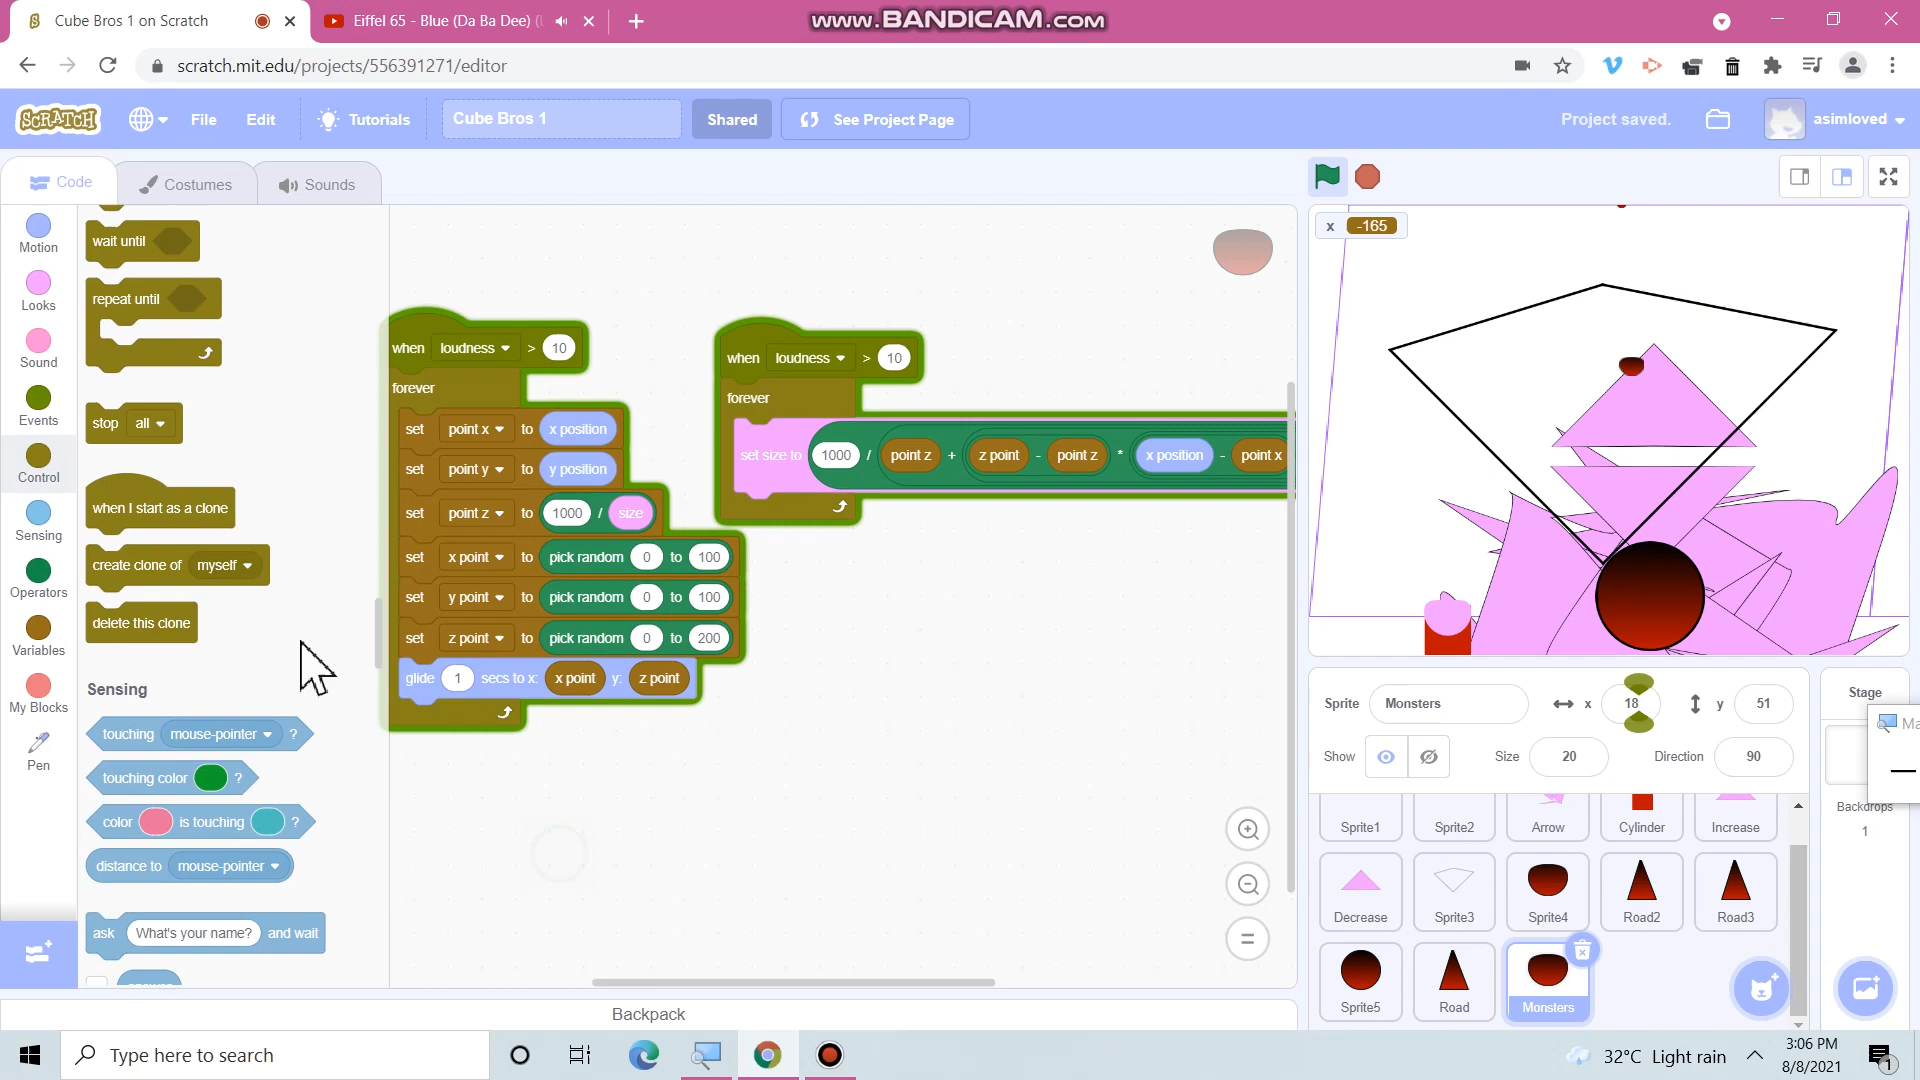 Cube Bros 1 on Scratch
Eiffel 65 - Blue (Da Ba Dee) (
www.BANDICAM.com
scratch.mit.edu/projects/556391271/editor
SCRATCH
File
Edit
Tutorials
Cube Bros 1
Shared
See Project Page
Project saved.
asimloved
Code
Costumes
Sounds
Motion
Looks
Sound
Events
Control
Sensing
Operators
Variables
My Blocks
Pen
wait until
repeat until
stop all
when I start as a clone
create clone of myself
delete this clone
Sensing
touching mouse-pointer ?
touching color ?
color is touching ?
distance to mouse-pointer
ask What's your name? and wait
when loudness > 10
forever
set point x to x position
set point y to y position
set point z to 1000 / size
set x point to pick random 0 to 100
set y point to pick random 0 to 100
set z point to pick random 0 to 200
glide 1 secs to x: x point y: z point
when loudness > 10
forever
set size to 1000 / point z + z point - point z * x position - point x
x -165
Sprite Monsters x 18 y 51
Show Size 20 Direction 90
Stage
Ma
Backdrops
1
Sprite1
Sprite2
Arrow
Cylinder
Increase
Decrease
Sprite3
Sprite4
Road2
Road3
Sprite5
Road
Monsters
Backpack
Type here to search
32°C Light rain
3:06 PM
8/8/2021
1